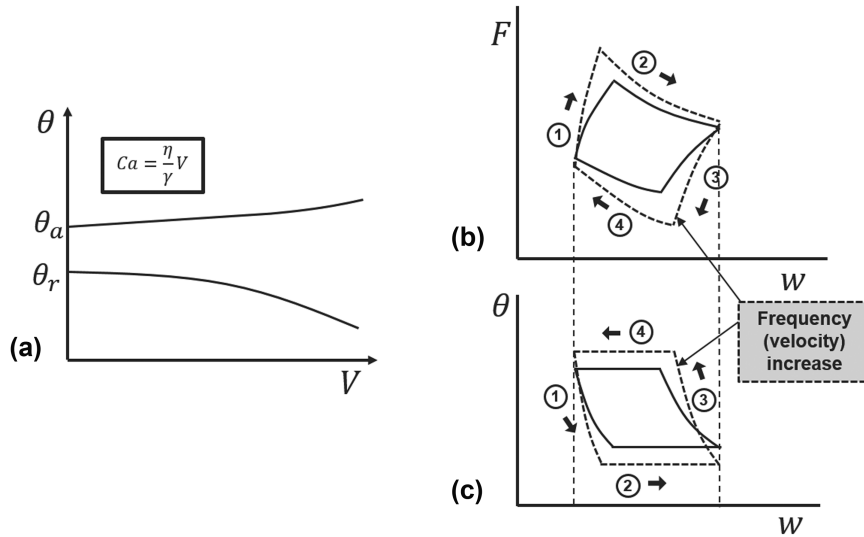 θ
Ca = η/γ V
θa
θr
(a)
V
F
②
①
③
④
(b)
w
θ
④
①
③
②
(c)
w
Frequency
(velocity)
increase